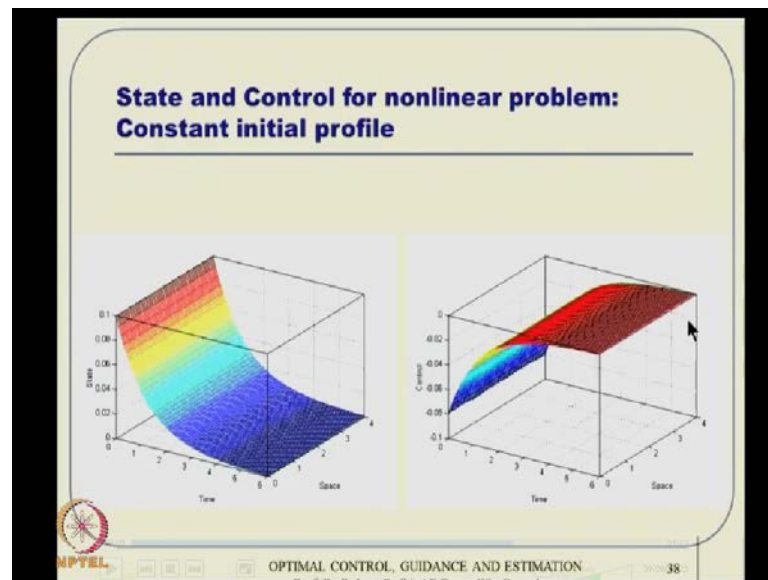 State and Control for nonlinear problem:
Constant initial profile
0.1
0.08
0.06
0.04
0.02
0
State
0 1 2 3 4 5 6
Time
0 1 2 3 4
Space
0
-0.02
-0.04
-0.06
-0.08
-0.1
Control
0 1 2 3 4 5 6
Time
0 1 2 3 4
Space
NPTEL
OPTIMAL CONTROL, GUIDANCE AND ESTIMATION
38